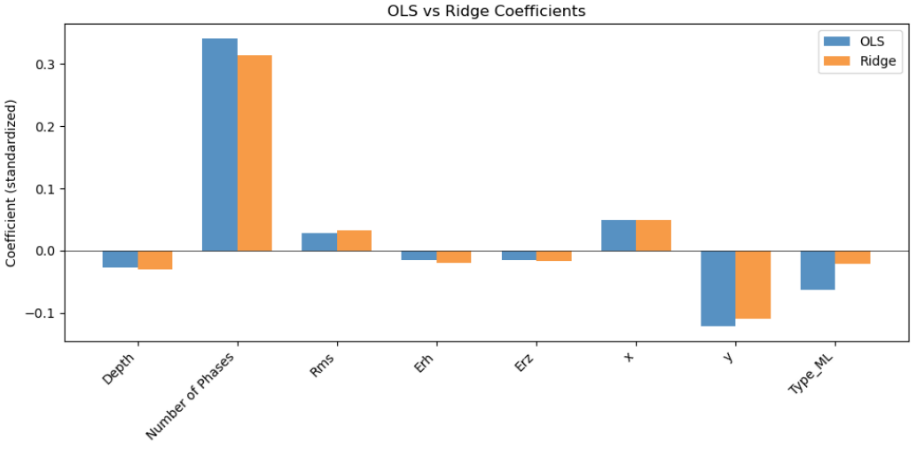 OLS vs Ridge Coefficients
OLS
Ridge
Coefficient (standardized)
0.3
0.2
0.1
0.0
−0.1
Depth
Number of Phases
Rms
Erh
Erz
x
y
Type_ML